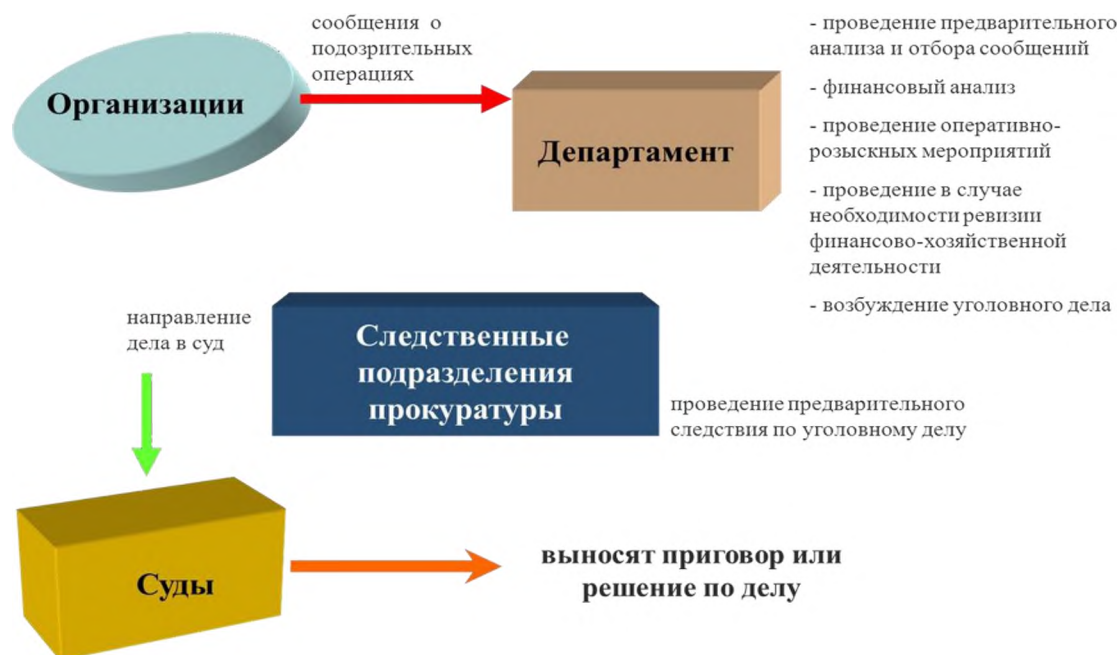 сообщения о
подозрительных
операциях
Организации
Департамент
- проведение предварительного
анализа и отбора сообщений
- финансовый анализ
- проведение оперативно-
розыскных мероприятий
- проведение в случае
необходимости ревизии
финансово-хозяйственной
деятельности
- возбуждение уголовного дела
Следственные
подразделения
прокуратуры
проведение предварительного
следствия по уголовному делу
направление
дела в суд
Суды
выносят приговор или
решение по делу